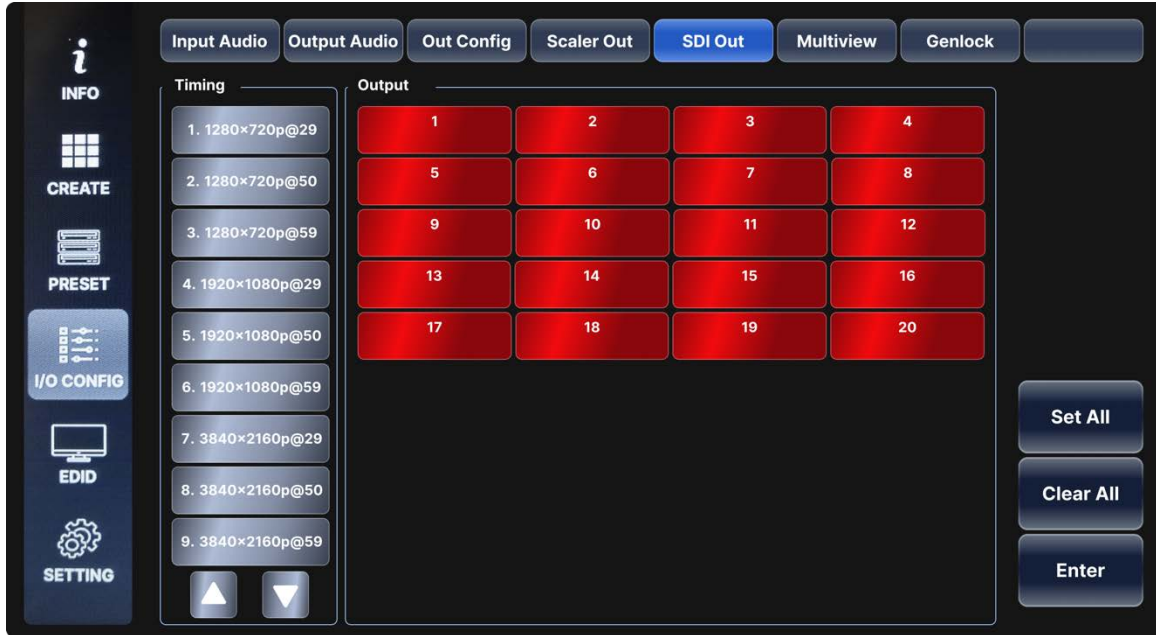 INFO
CREATE
PRESET
I/O CONFIG
EDID
SETTING
Input Audio Output Audio Out Config Scaler Out SDI Out Multiview Genlock
Timing
1. 1280×720p@29
2. 1280×720p@50
3. 1280×720p@59
4. 1920×1080p@29
5. 1920×1080p@50
6. 1920×1080p@59
7. 3840×2160p@29
8. 3840×2160p@50
9. 3840×2160p@59
Output
1 2 3 4
5 6 7 8
9 10 11 12
13 14 15 16
17 18 19 20
Set All
Clear All
Enter